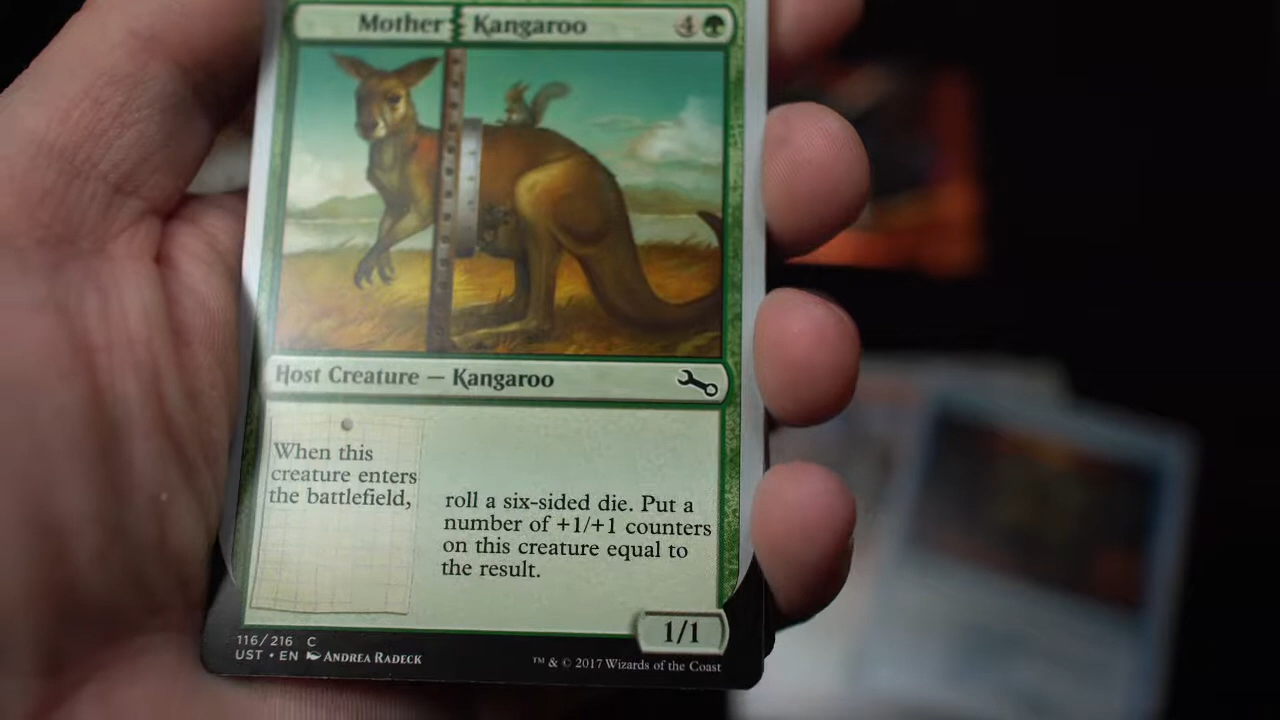 Mother Kangaroo 4
Host Creature — Kangaroo
When this
creature enters
the battlefield,
roll a six-sided die. Put a
number of +1/+1 counters
on this creature equal to
the result.
1/1
116/216 C
UST • EN ANDREA RADECK
™ & © 2017 Wizards of the Coast